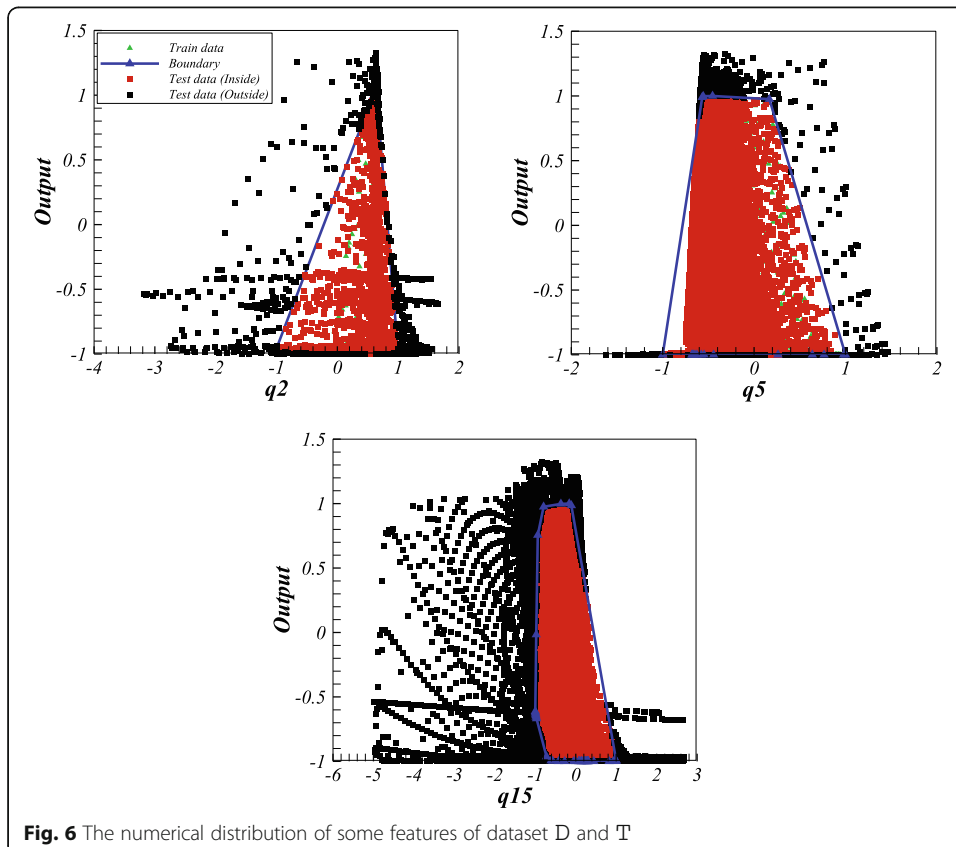 1.5
1
0.5
0
-0.5
-1
Output
Train data
Boundary
Test data (Inside)
Test data (Outside)
-4 -3 -2 -1 0 1 2
q2
1.5
1
0.5
0
-0.5
-1
Output
-2 -1 0 1 2
q5
1.5
1
0.5
0
-0.5
-1
Output
-6 -5 -4 -3 -2 -1 0 1 2 3
q15
Fig. 6 The numerical distribution of some features of dataset D and T